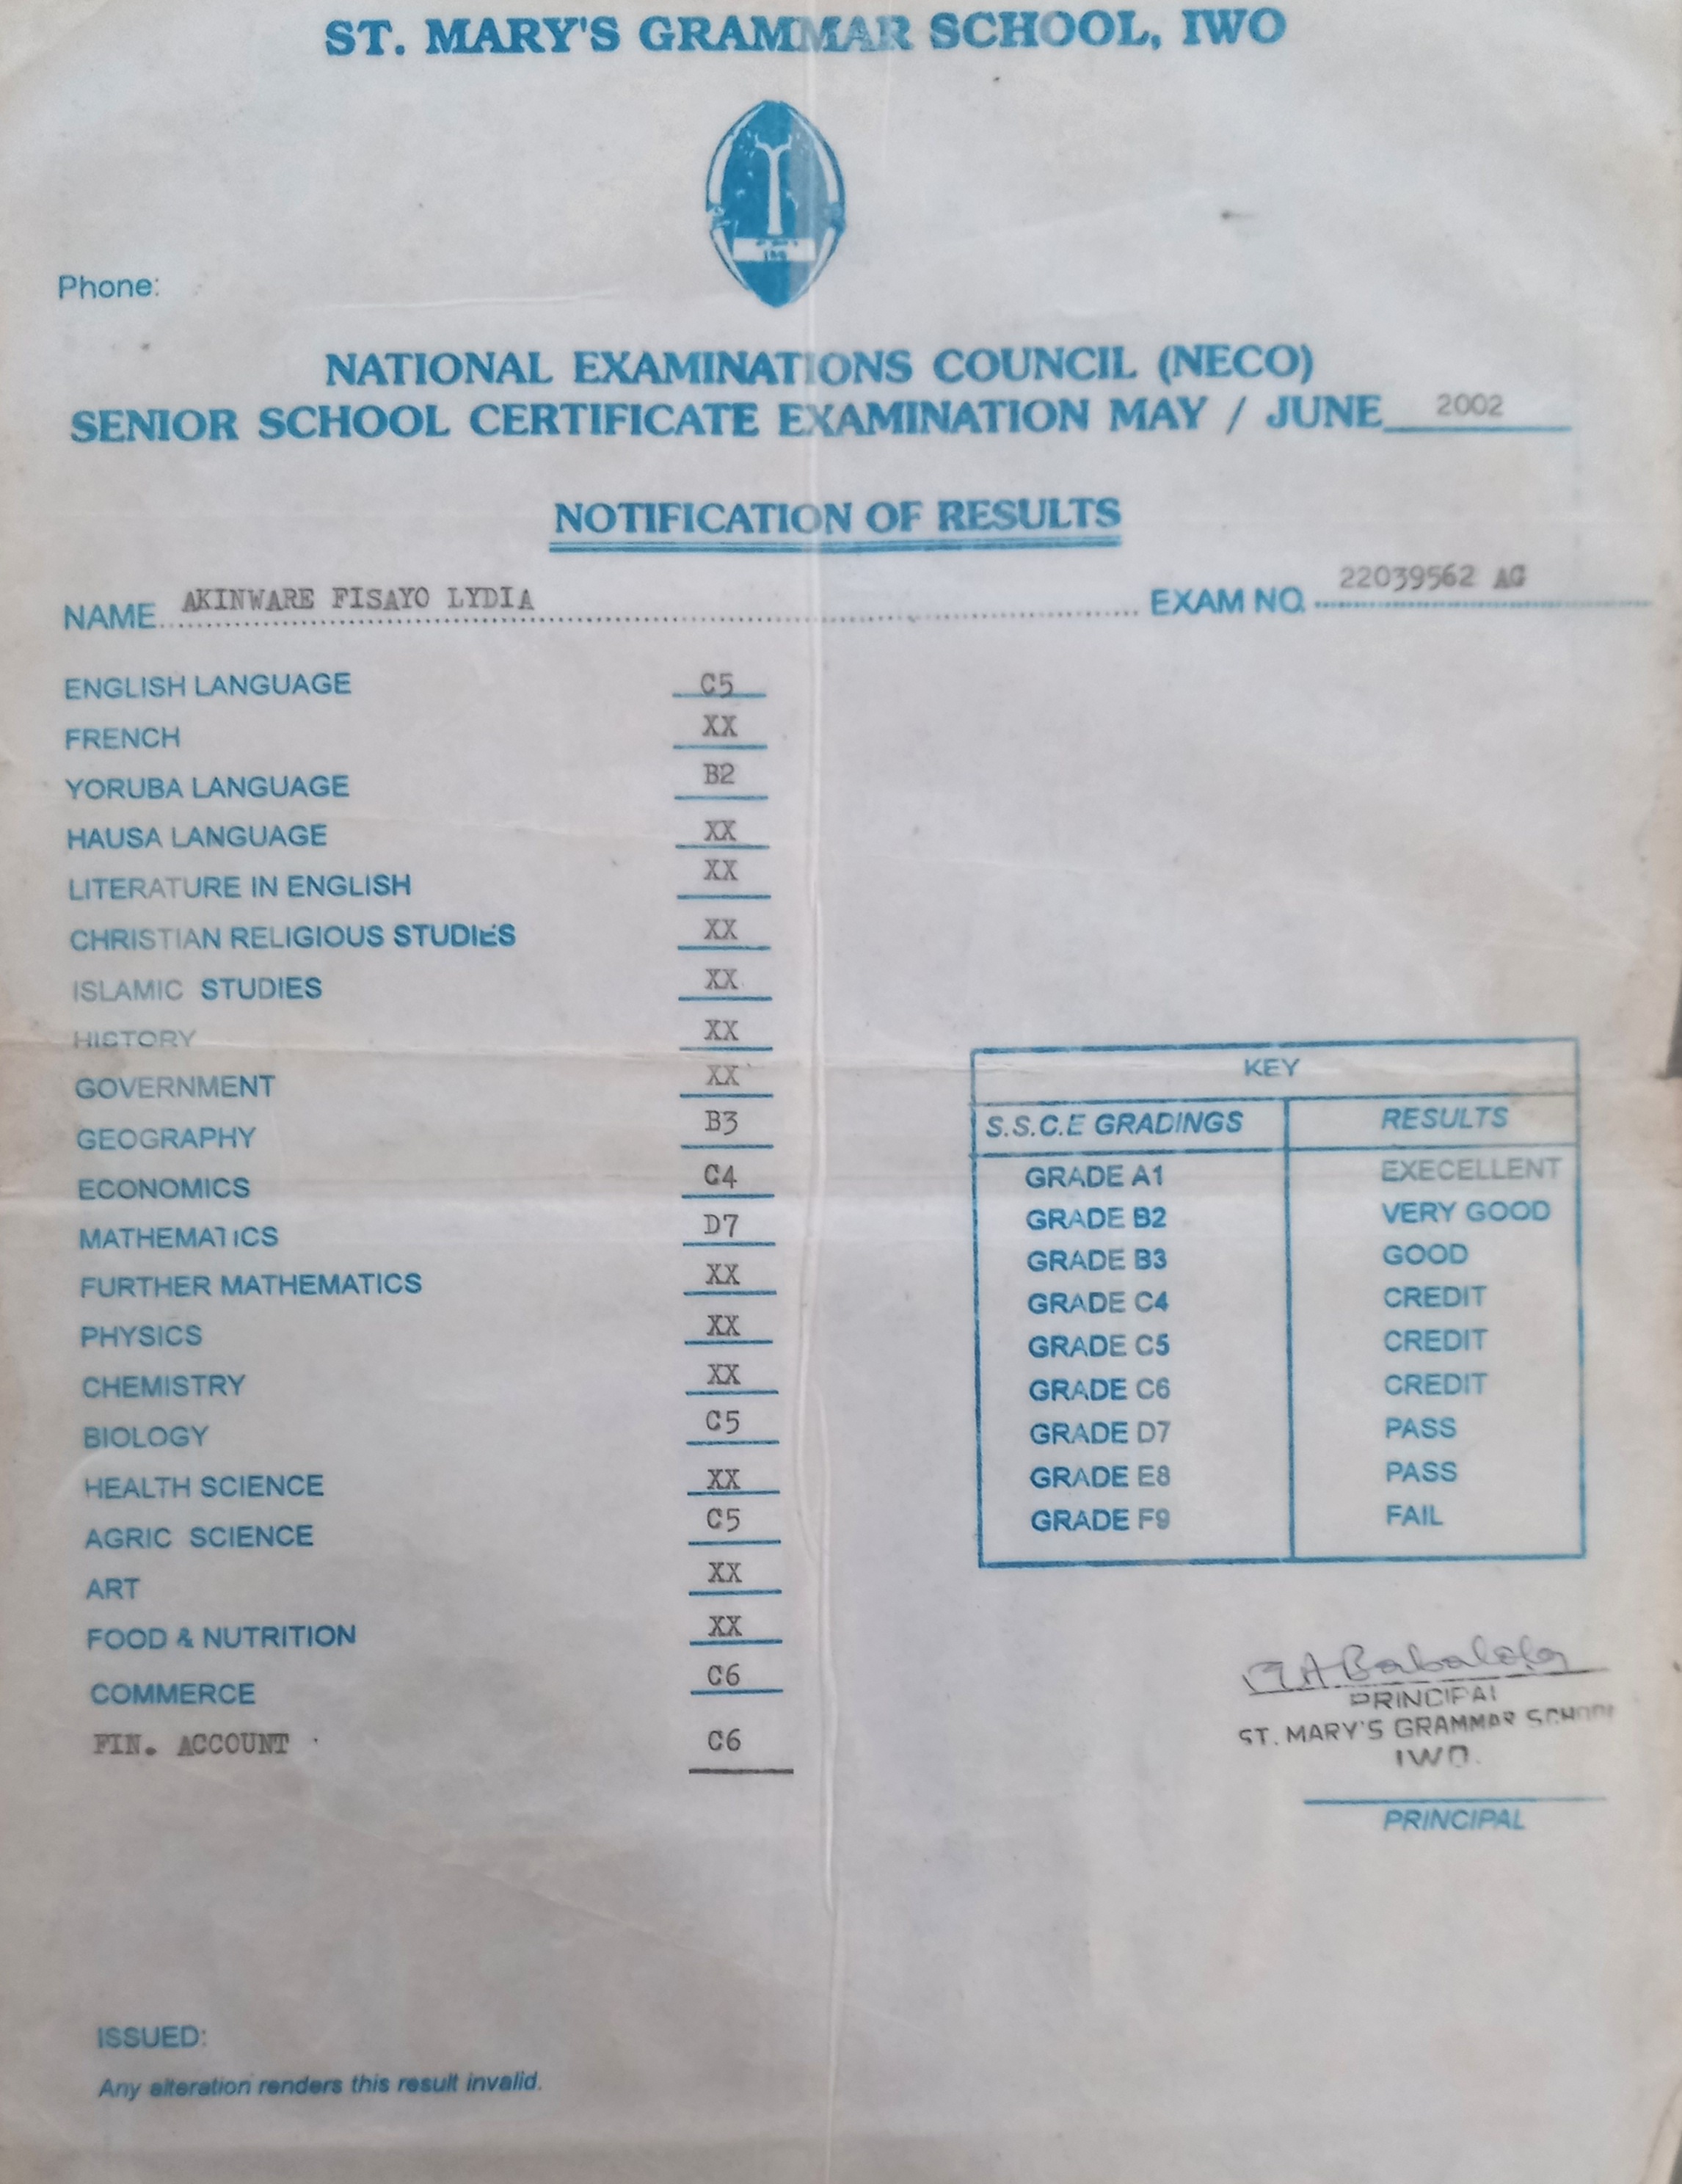 ST. MARY'S GRAMMAR SCHOOL, IWO
Phone:
NATIONAL EXAMINATIONS COUNCIL (NECO)
SENIOR SCHOOL CERTIFICATE EXAMINATION MAY / JUNE 2002
NOTIFICATION OF RESULTS
NAME AKINWARE FISAYO LYDIA EXAM NO. 22039562 AG
ENGLISH LANGUAGE C5
FRENCH XX
YORUBA LANGUAGE B2
HAUSA LANGUAGE XX
LITERATURE IN ENGLISH XX
CHRISTIAN RELIGIOUS STUDIES XX
ISLAMIC STUDIES XX
HISTORY XX
GOVERNMENT XX
GEOGRAPHY B3
ECONOMICS C4
MATHEMATICS D7
FURTHER MATHEMATICS XX
PHYSICS XX
CHEMISTRY XX
BIOLOGY C5
HEALTH SCIENCE XX
AGRIC SCIENCE C5
ART XX
FOOD & NUTRITION XX
COMMERCE C6
FIN. ACCOUNT C6
KEY
S.S.C.E GRADINGS RESULTS
GRADE A1 EXECELLENT
GRADE B2 VERY GOOD
GRADE B3 GOOD
GRADE C4 CREDIT
GRADE C5 CREDIT
GRADE C6 CREDIT
GRADE D7 PASS
GRADE E8 PASS
GRADE F9 FAIL
Babalola
PRINCIPAL
ST. MARY'S GRAMMAR SCHOOL
IWO.
PRINCIPAL
ISSUED:
Any alteration renders this result invalid.